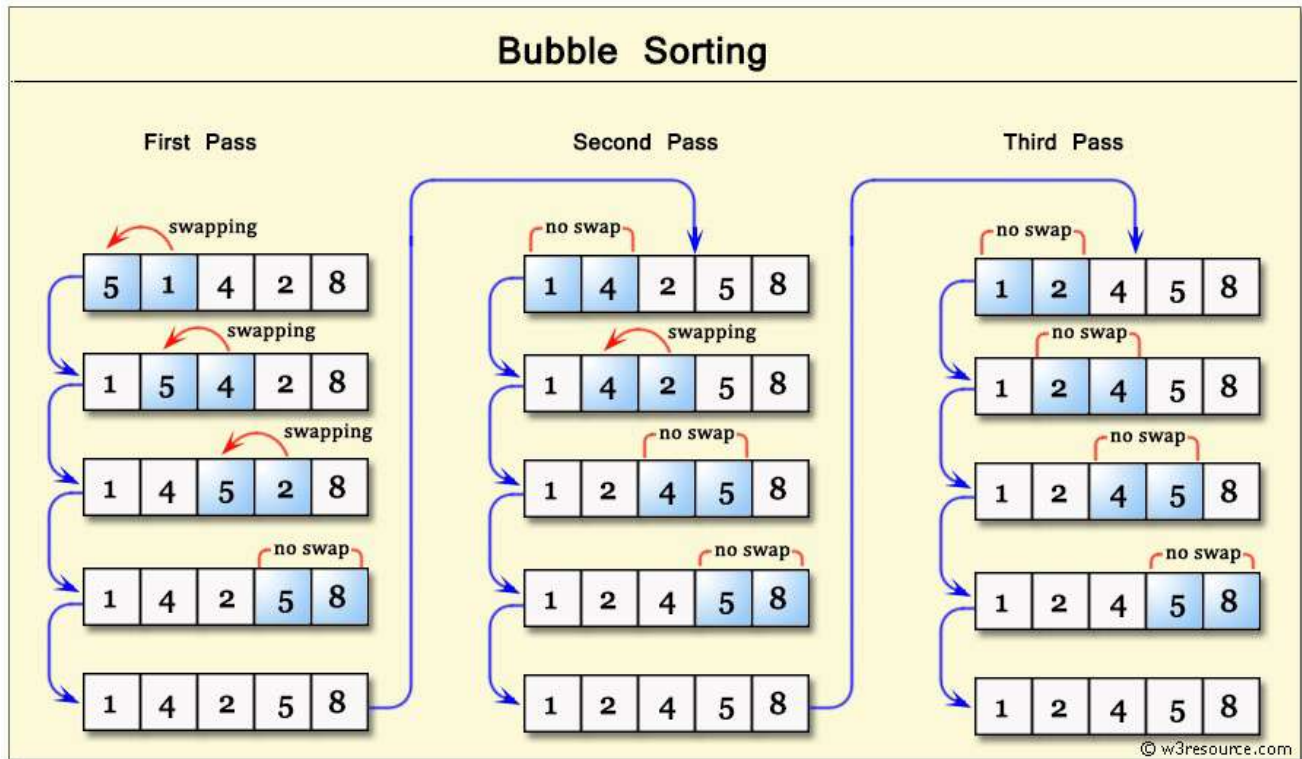 Bubble Sorting
First Pass
swapping
5 1 4 2 8
swapping
1 5 4 2 8
swapping
1 4 5 2 8
no swap
1 4 2 5 8
1 4 2 5 8
Second Pass
no swap
1 4 2 5 8
swapping
1 4 2 5 8
no swap
1 2 4 5 8
no swap
1 2 4 5 8
1 2 4 5 8
Third Pass
no swap
1 2 4 5 8
no swap
1 2 4 5 8
no swap
1 2 4 5 8
no swap
1 2 4 5 8
1 2 4 5 8
© w3resource.com